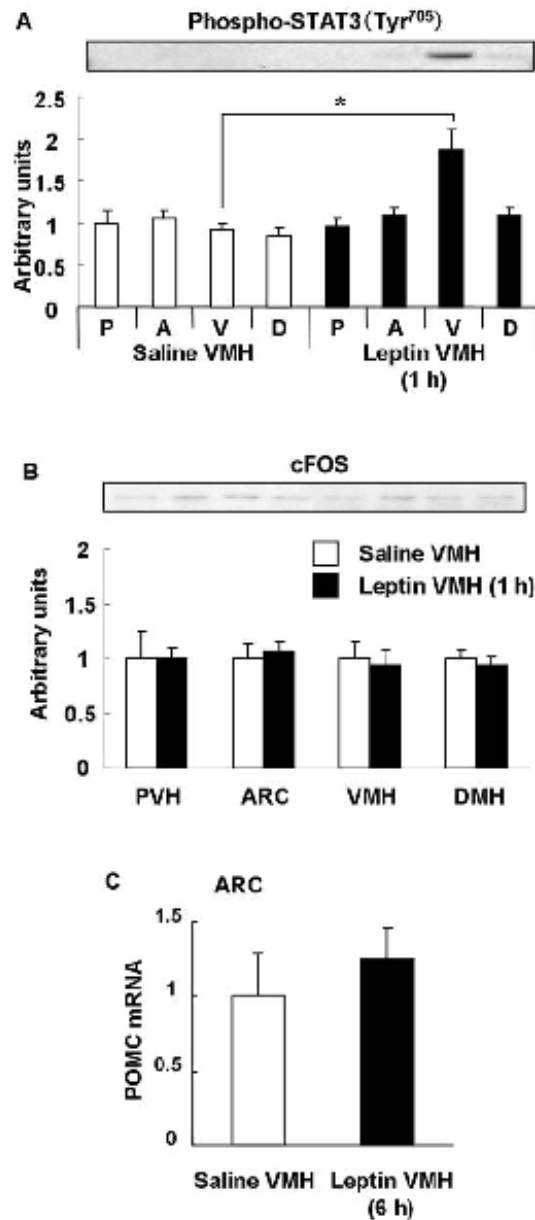 A
Phospho-STAT3(Tyr705)
2.5
*
2
1.5
1
0.5
0
Arbitrary units
P A V D P A V D
Saline VMH Leptin VMH
(1 h)
B
cFOS
2
Saline VMH
Leptin VMH (1 h)
1.5
1
0.5
0
Arbitrary units
PVH ARC VMH DMH
C ARC
1.5
1
0.5
0
POMC mRNA
Saline VMH Leptin VMH
(6 h)